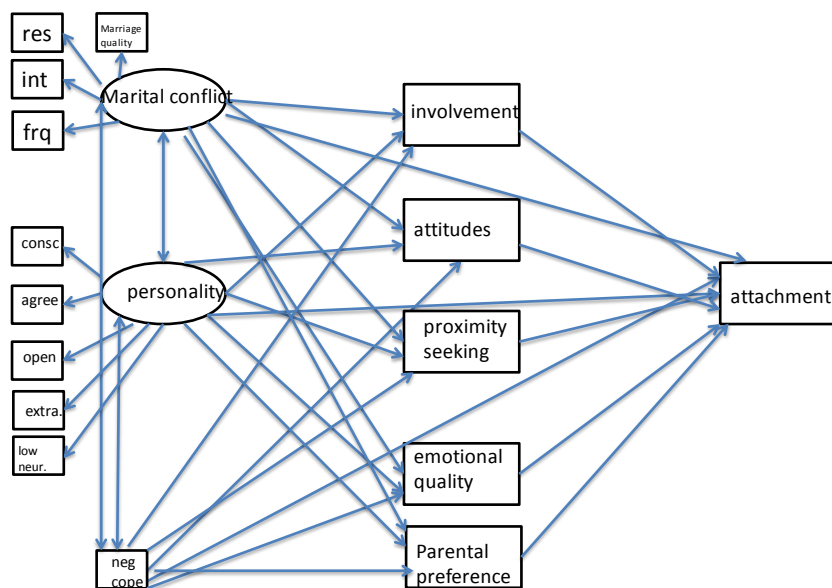 res
Marriage
quality
int
Marital conflict
frq
involvement
consc.
attitudes
agree
personality
attachment
open
proximity
seeking
extra.
low
neur.
emotional
quality
neg
cope
Parental
preference